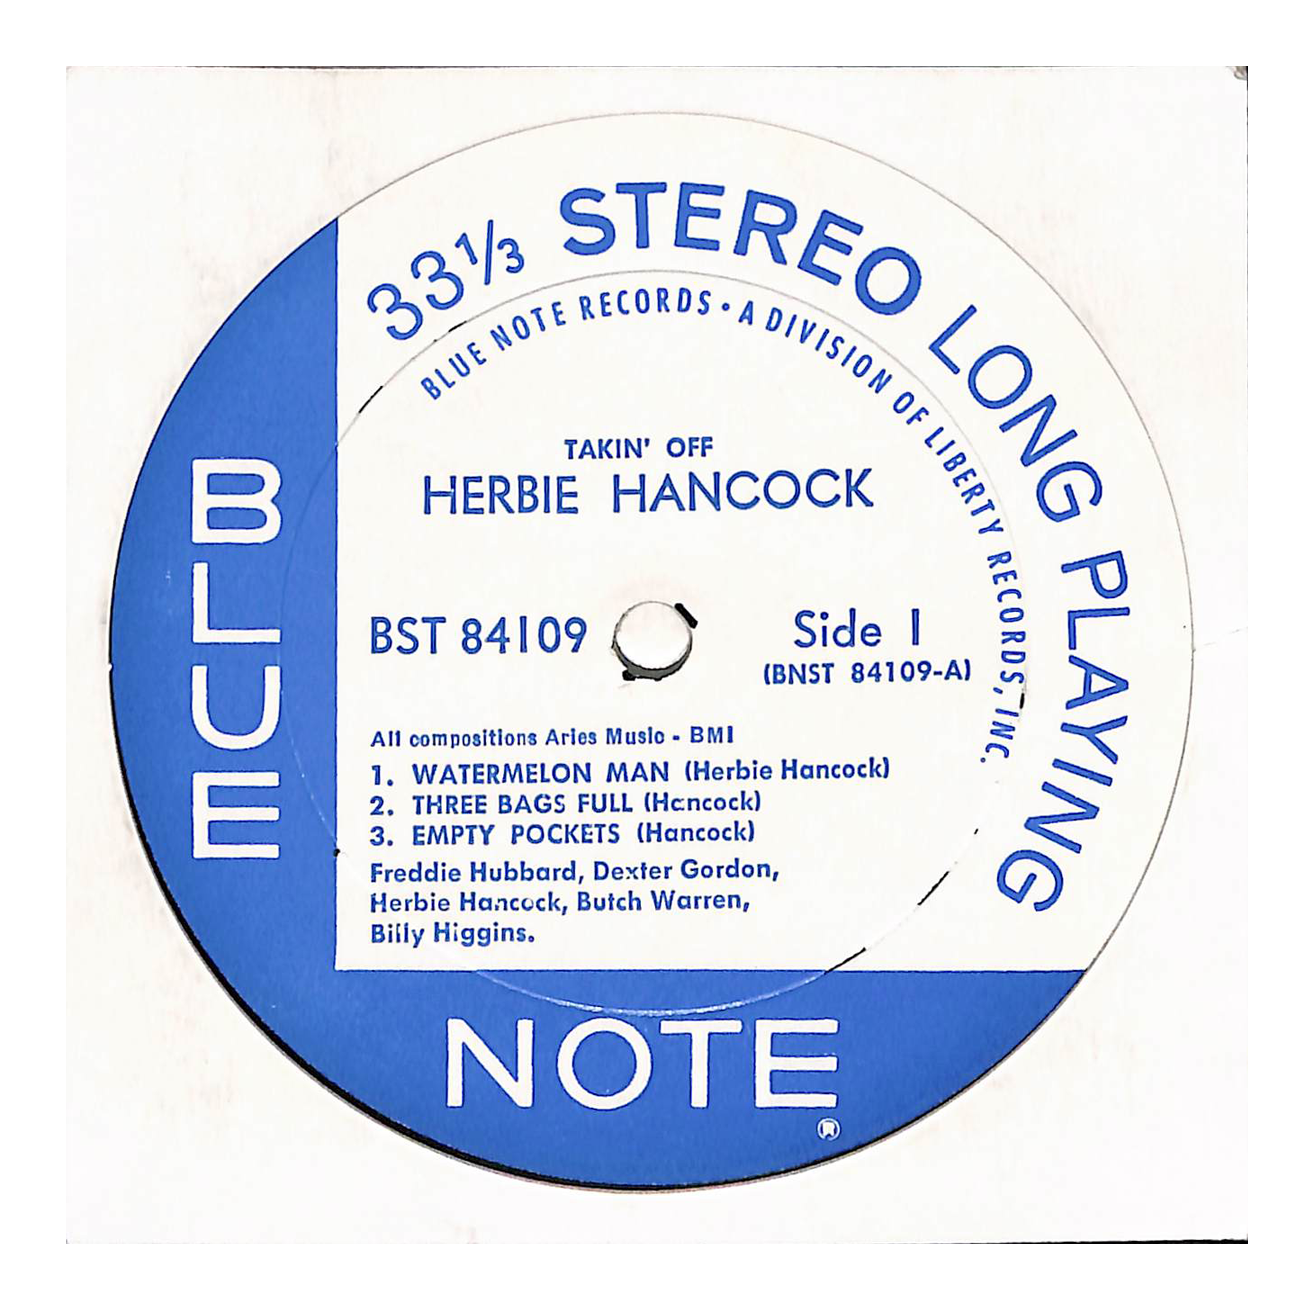 33⅓ STEREO LONG PLAYING
BLUE NOTE RECORDS • A DIVISION OF LIBERTY RECORDS, INC.
TAKIN' OFF
HERBIE HANCOCK
BST 84109
Side 1
(BNST 84109-A)
All compositions Aries Music - BMI
1. WATERMELON MAN (Herbie Hancock)
2. THREE BAGS FULL (Hancock)
3. EMPTY POCKETS (Hancock)
Freddie Hubbard, Dexter Gordon,
Herbie Hancock, Butch Warren,
Billy Higgins.
BLUE
NOTE
®